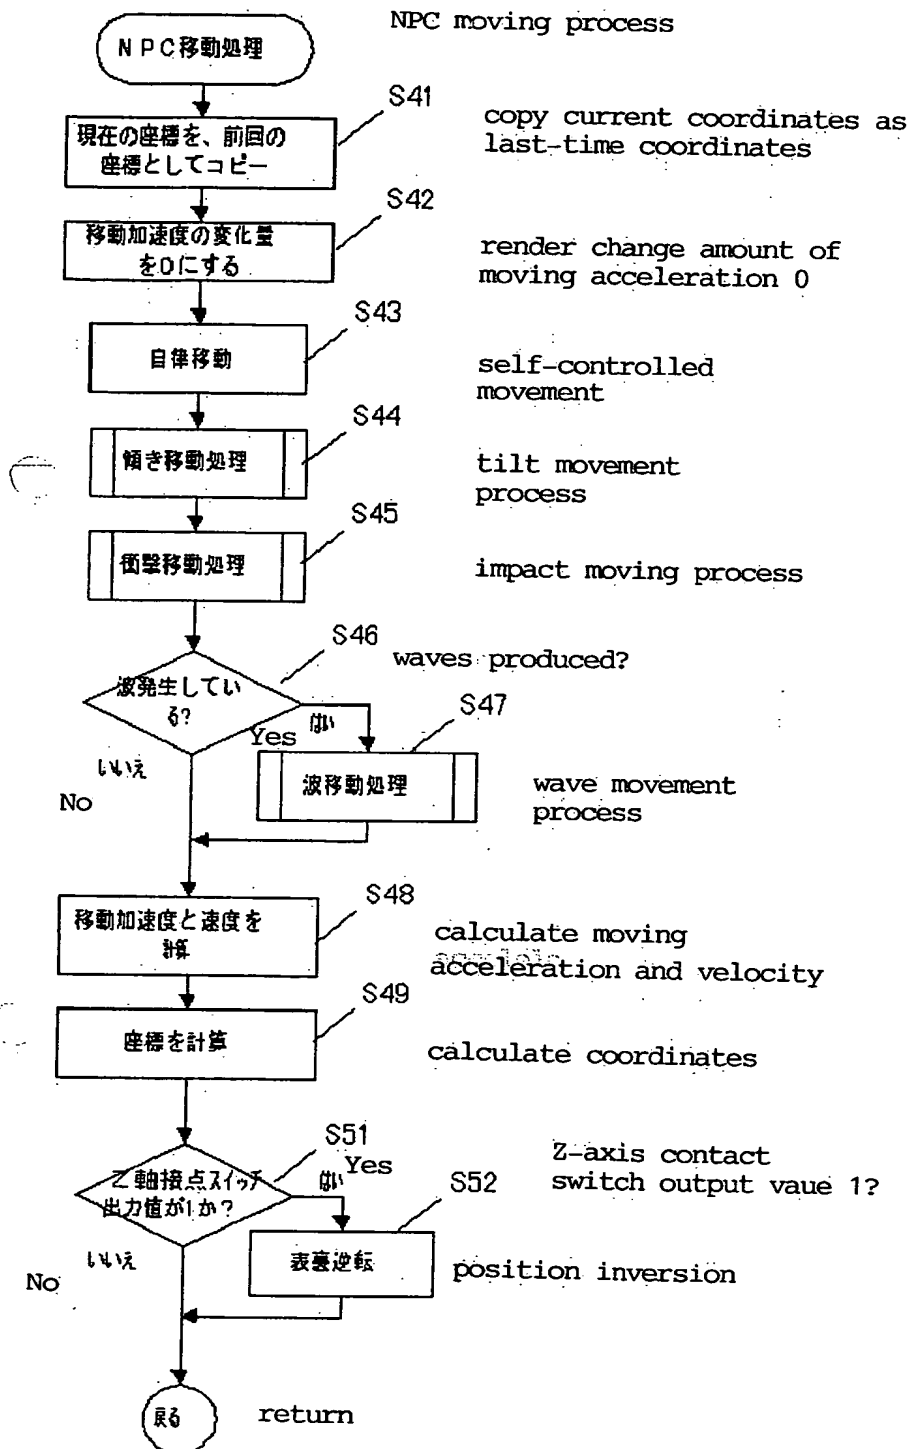 NPC moving process
NPC移動処理
S41
現在の座標を、前回の
座標としてコピー
copy current coordinates as
last-time coordinates
S42
移動加速度の変化量
を0にする
render change amount of
moving acceleration 0
S43
自律移動
self-controlled
movement
S44
傾き移動処理
tilt movement
process
S45
衝撃移動処理
impact moving process
S46
波発生してい
る?
waves produced?
はい
Yes
いいえ
No
S47
波移動処理
wave movement
process
S48
移動加速度と速度を
計算
calculate moving
acceleration and velocity
S49
座標を計算
calculate coordinates
S51
Z軸接点スイッチ
出力値が1か?
Z-axis contact
switch output vaue 1?
はい
Yes
いいえ
No
S52
表裏逆転
position inversion
戻る
return